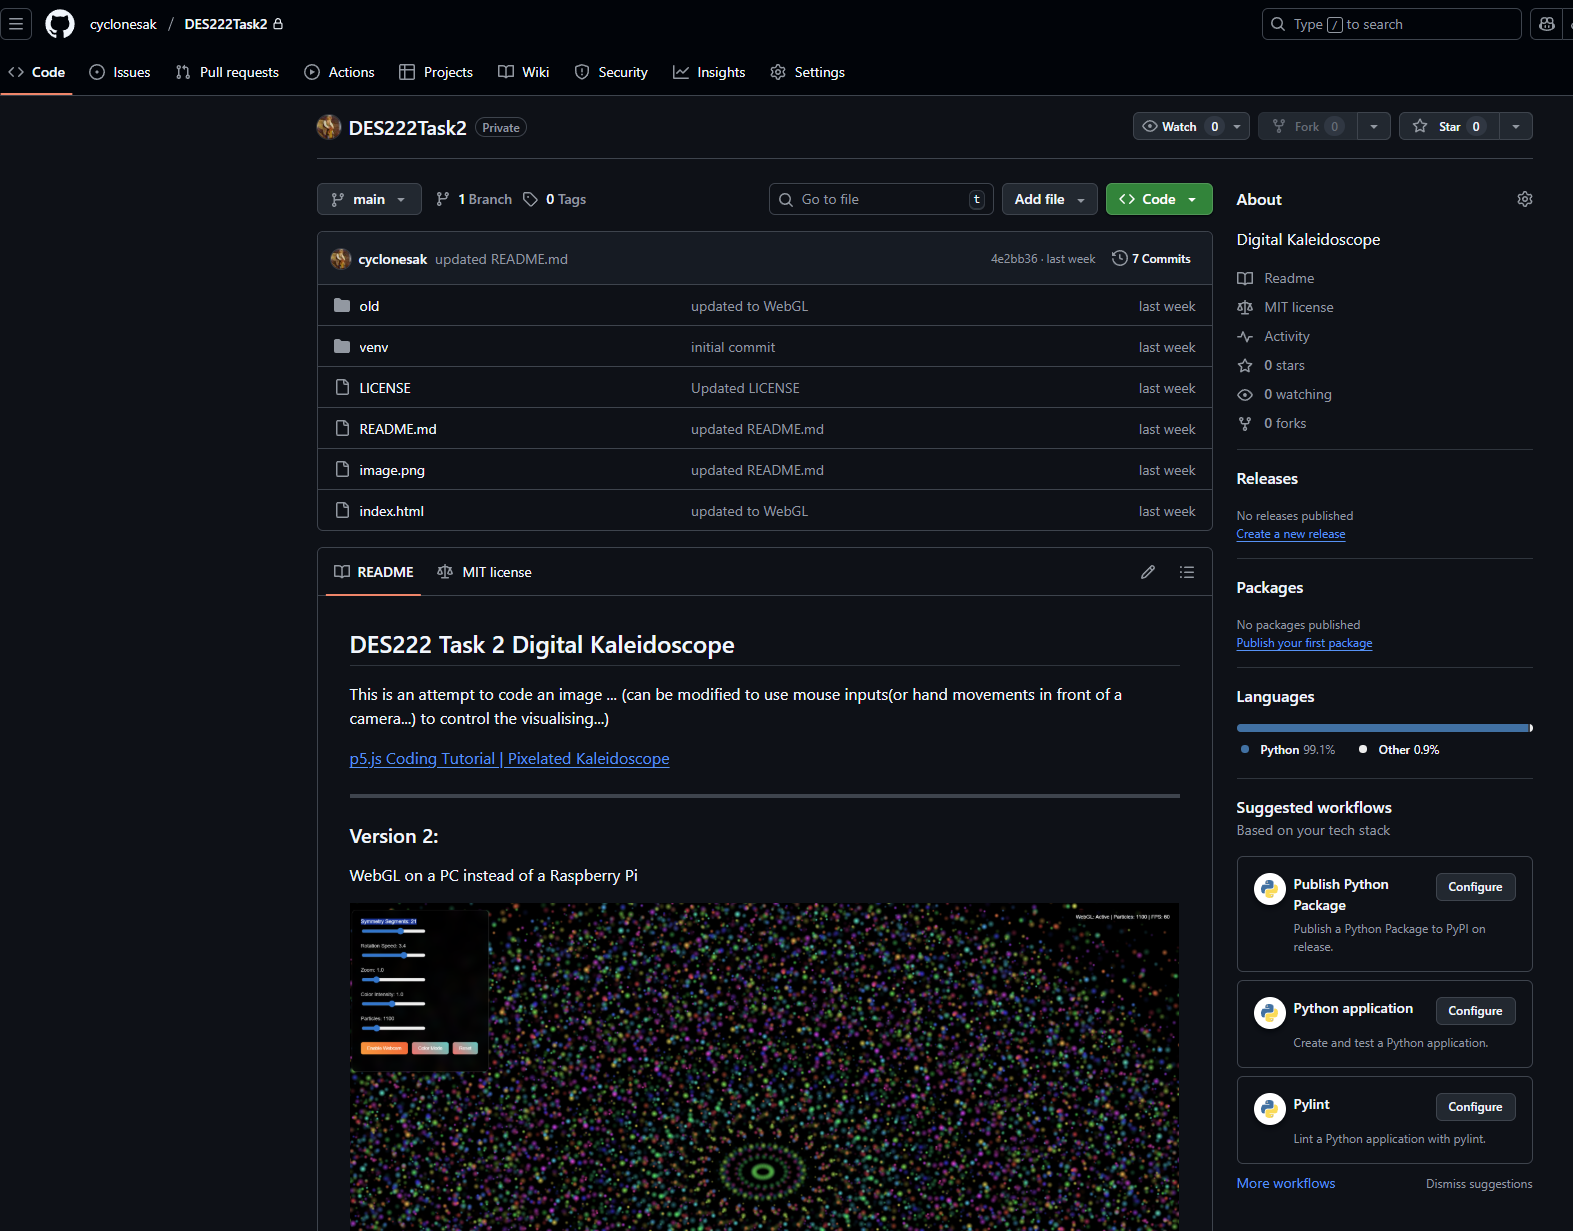 cyclonesak / DES222Task2
Type / to search
Code Issues Pull requests Actions Projects Wiki Security Insights Settings
DES222Task2 Private
Watch 0 Fork 0 Star 0
main 1 Branch 0 Tags
Go to file t Add file Code
cyclonesak updated README.md 4e2bb36 · last week 7 Commits
old updated to WebGL last week
venv initial commit last week
LICENSE Updated LICENSE last week
README.md updated README.md last week
image.png updated README.md last week
index.html updated to WebGL last week
README MIT license
DES222 Task 2 Digital Kaleidoscope
This is an attempt to code an image ... (can be modified to use mouse inputs(or hand movements in front of a
camera...) to control the visualising...)
p5.js Coding Tutorial | Pixelated Kaleidoscope
Version 2:
WebGL on a PC instead of a Raspberry Pi
Symmetry Segments: 21
Rotation Speed: 3.4
Zoom: 1.0
Color Intensity: 1.0
Particles: 1100
Color Mode
Reset
WebGL: Active | Particles: 1100 | FPS: 60
About
Digital Kaleidoscope
Readme
MIT license
Activity
0 stars
0 watching
0 forks
Releases
No releases published
Create a new release
Packages
No packages published
Publish your first package
Languages
Python 99.1% Other 0.9%
Suggested workflows
Based on your tech stack
Publish Python
Package
Configure
Publish a Python Package to PyPI on
release.
Python application
Configure
Create and test a Python application.
Pylint
Configure
Lint a Python application with pylint.
More workflows Dismiss suggestions